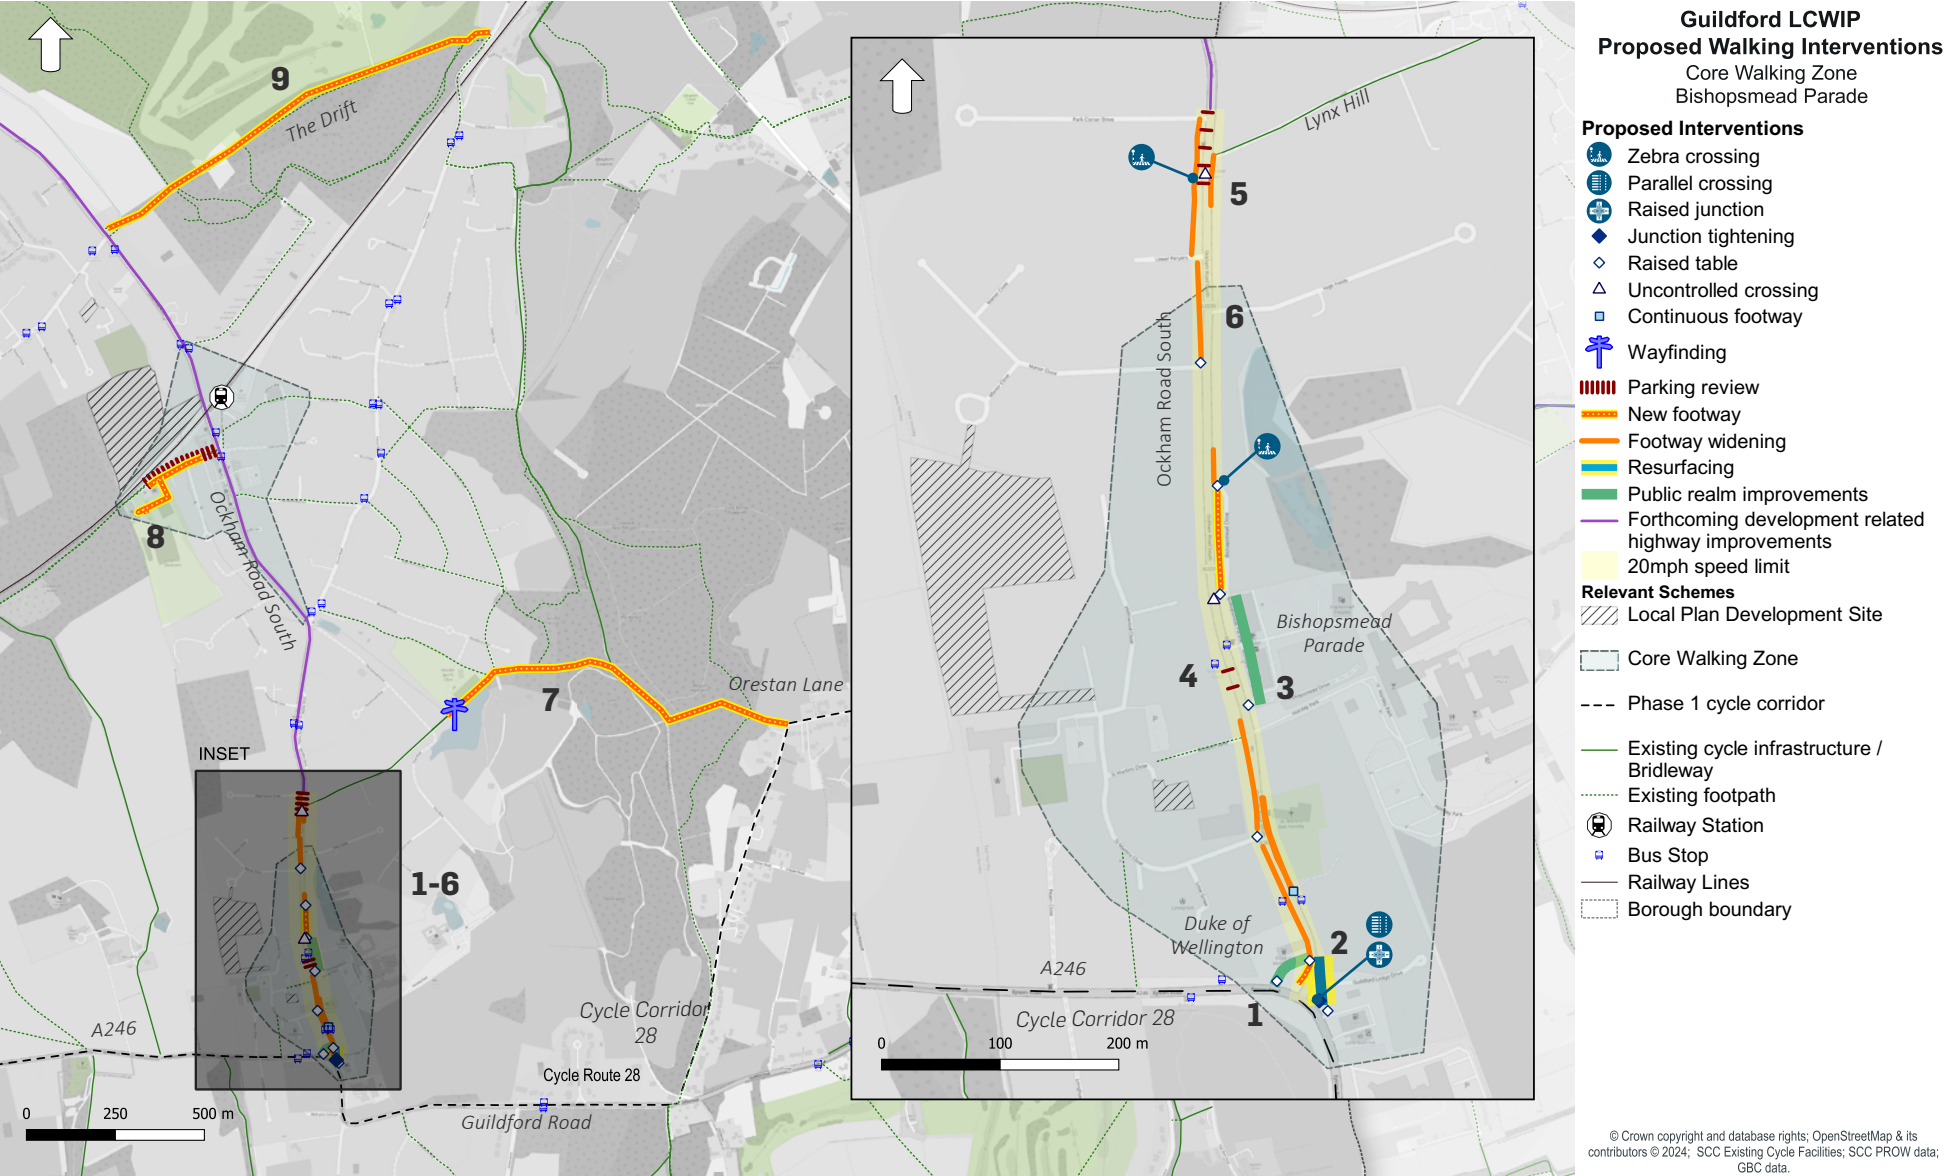 Guildford LCWIP
Proposed Walking Interventions
Core Walking Zone
Bishopsmead Parade
Proposed Interventions
Zebra crossing
Parallel crossing
Raised junction
Junction tightening
Raised table
Uncontrolled crossing
Continuous footway
Wayfinding
Parking review
New footway
Footway widening
Resurfacing
Public realm improvements
Forthcoming development related
highway improvements
20mph speed limit
Relevant Schemes
Local Plan Development Site
Core Walking Zone
Phase 1 cycle corridor
Existing cycle infrastructure /
Bridleway
Existing footpath
Railway Station
Bus Stop
Railway Lines
Borough boundary
© Crown copyright and database rights; OpenStreetMap & its
contributors © 2024; SCC Existing Cycle Facilities; SCC PROW data;
GBC data.
9
The Drift
8
Ockham Road South
7
Orestan Lane
INSET
1-6
A246
Cycle Corridor
28
Cycle Route 28
Guildford Road
0 250 500 m
Lynx Hill
5
6
Ockham Road South
Bishopsmead
Parade
4
3
Duke of
Wellington
2
A246
1
Cycle Corridor 28
0 100 200 m